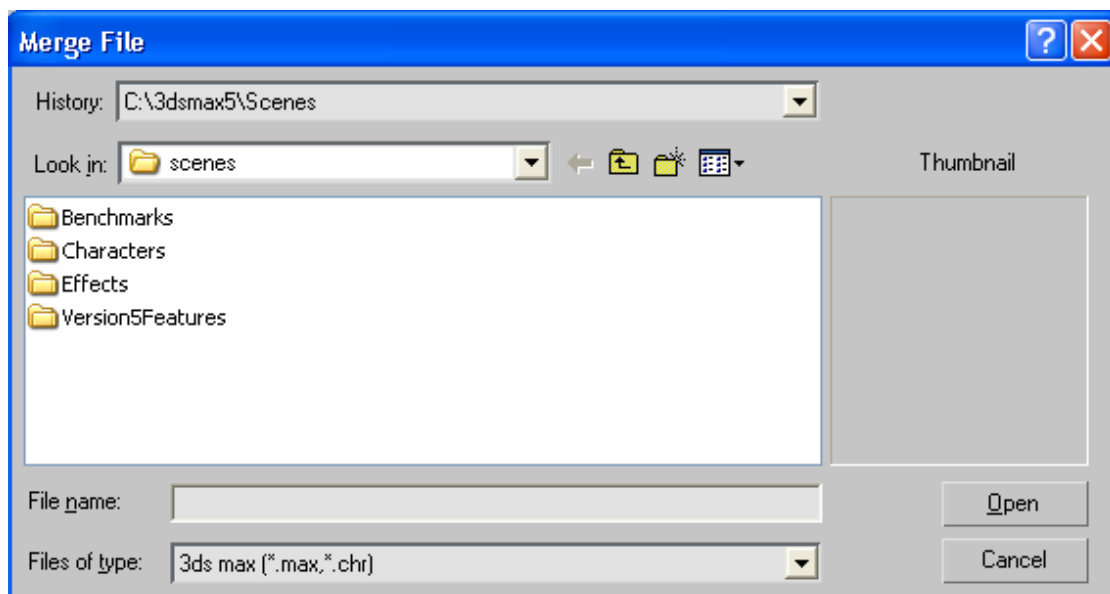 Merge File
History: C:\3dsmax5\Scenes
Look in: scenes
Thumbnail
Benchmarks
Characters
Effects
Version5Features
File name:
Open
Files of type: 3ds max (*.max,*.chr)
Cancel